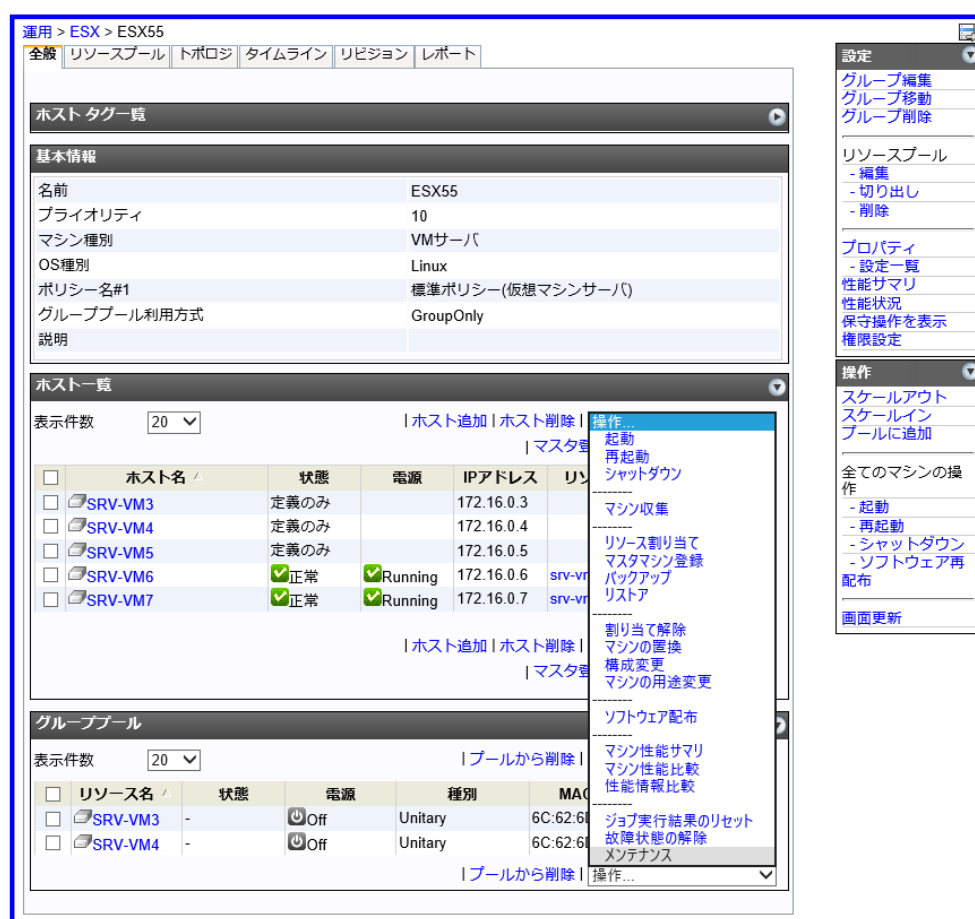 運用 > ESX > ESX55
全般 リソースプール トポロジ タイムライン リビジョン レポート
ホスト タグ一覧
基本情報
名前 ESX55
プライオリティ 10
マシン種別 VMサーバ
OS種別 Linux
ポリシー名#1 標準ポリシー(仮想マシンサーバ)
グループプール利用方式 GroupOnly
説明
ホスト一覧
表示件数 20 | ホスト追加 | ホスト削除 |
| マスタ登
ホスト名 状態 電源 IPアドレス リソ
SRV-VM3 定義のみ 172.16.0.3
SRV-VM4 定義のみ 172.16.0.4
SRV-VM5 定義のみ 172.16.0.5
SRV-VM6 正常 Running 172.16.0.6 srv-vm
SRV-VM7 正常 Running 172.16.0.7 srv-vm
| ホスト追加 | ホスト削除 |
| マスタ登
グループプール
表示件数 20 | プールから削除 |
リソース名 状態 電源 種別 MAC
SRV-VM3 - Off Unitary 6C:62:6
SRV-VM4 - Off Unitary 6C:62:6
| プールから削除 | 操作...
操作...
起動
再起動
シャットダウン
--------
マシン収集
--------
リソース割り当て
マスタマシン登録
バックアップ
リストア
--------
割り当て解除
マシンの置換
構成変更
マシンの用途変更
--------
ソフトウェア配布
--------
マシン性能サマリ
マシン性能比較
性能情報比較
--------
ジョブ実行結果のリセット
故障状態の解除
メンテナンス
設定
グループ編集
グループ移動
グループ削除
リソースプール
- 編集
- 切り出し
- 削除
プロパティ
- 設定一覧
性能サマリ
性能状況
保守操作を表示
権限設定
操作
スケールアウト
スケールイン
プールに追加
全てのマシンの操
作
- 起動
- 再起動
- シャットダウン
- ソフトウェア再
配布
画面更新